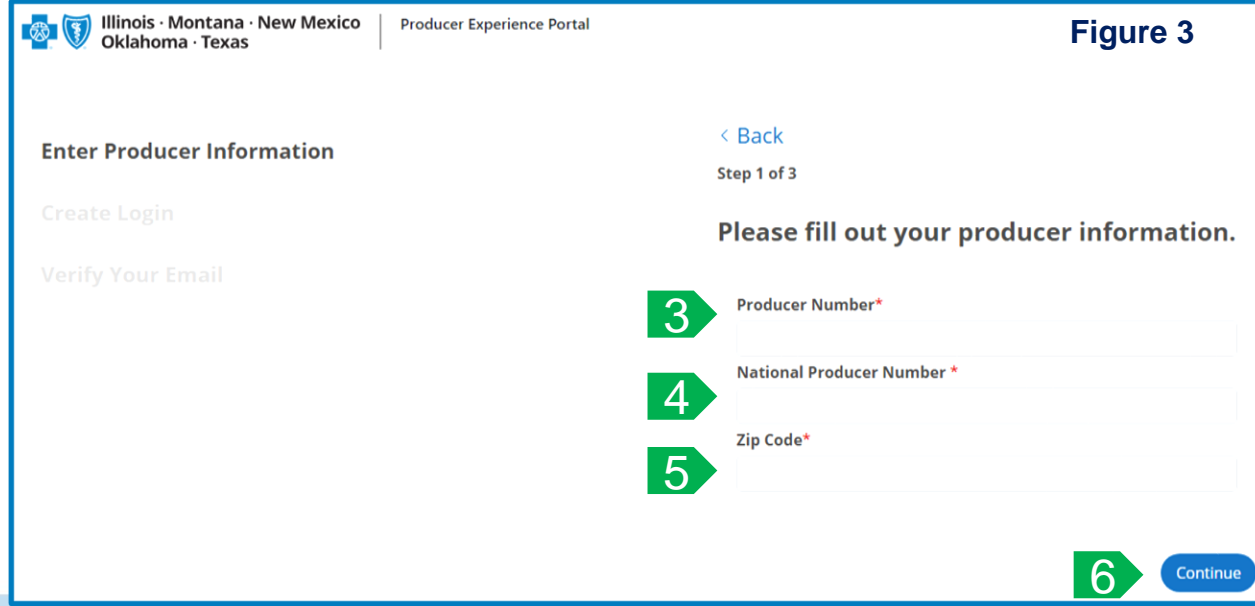 Illinois · Montana · New Mexico
Oklahoma · Texas
Producer Experience Portal
Figure 3
Enter Producer Information
Create Login
Verify Your Email
< Back
Step 1 of 3
Please fill out your producer information.
3
Producer Number*
4
National Producer Number *
5
Zip Code*
6
Continue